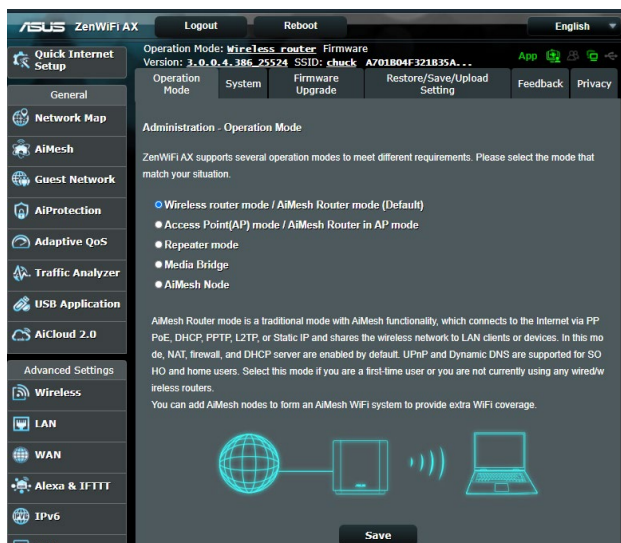 ASUS ZenWiFi AX
Logout
Reboot
English
Quick Internet
Setup
General
Network Map
AiMesh
Guest Network
AiProtection
Adaptive QoS
Traffic Analyzer
USB Application
AiCloud 2.0
Advanced Settings
Wireless
LAN
WAN
Alexa & IFTTT
IPv6
Operation Mode: Wireless router Firmware
Version: 3.0.0.4.386_25524 SSID: chuck A701B04F321B35A...
App
Operation
Mode
System
Firmware
Upgrade
Restore/Save/Upload
Setting
Feedback
Privacy
Administration - Operation Mode
ZenWiFi AX supports several operation modes to meet different requirements. Please select the mode that
match your situation.
Wireless router mode / AiMesh Router mode (Default)
Access Point(AP) mode / AiMesh Router in AP mode
Repeater mode
Media Bridge
AiMesh Node
AiMesh Router mode is a traditional mode with AiMesh functionality, which connects to the Internet via PP
PoE, DHCP, PPTP, L2TP, or Static IP and shares the wireless network to LAN clients or devices. In this mo
de, NAT, firewall, and DHCP server are enabled by default. UPnP and Dynamic DNS are supported for SO
HO and home users. Select this mode if you are a first-time user or you are not currently using any wired/w
ireless routers.
You can add AiMesh nodes to form an AiMesh WiFi system to provide extra WiFi coverage.
Save